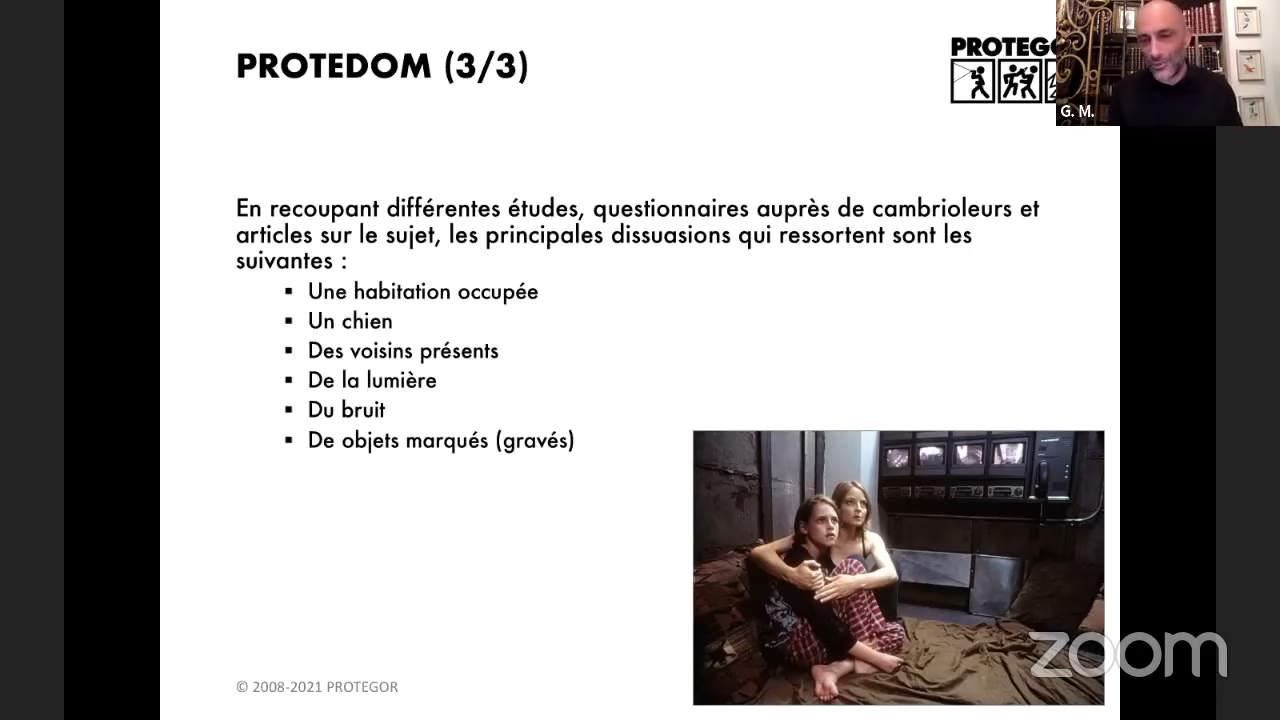 PROTEDOM (3/3)
PROTEGO
G. M.
En recoupant différentes études, questionnaires auprès de cambrioleurs et
articles sur le sujet, les principales dissuasions qui ressortent sont les
suivantes :
▪ Une habitation occupée
▪ Un chien
▪ Des voisins présents
▪ De la lumière
▪ Du bruit
▪ De objets marqués (gravés)
zoom
© 2008-2021 PROTEGOR